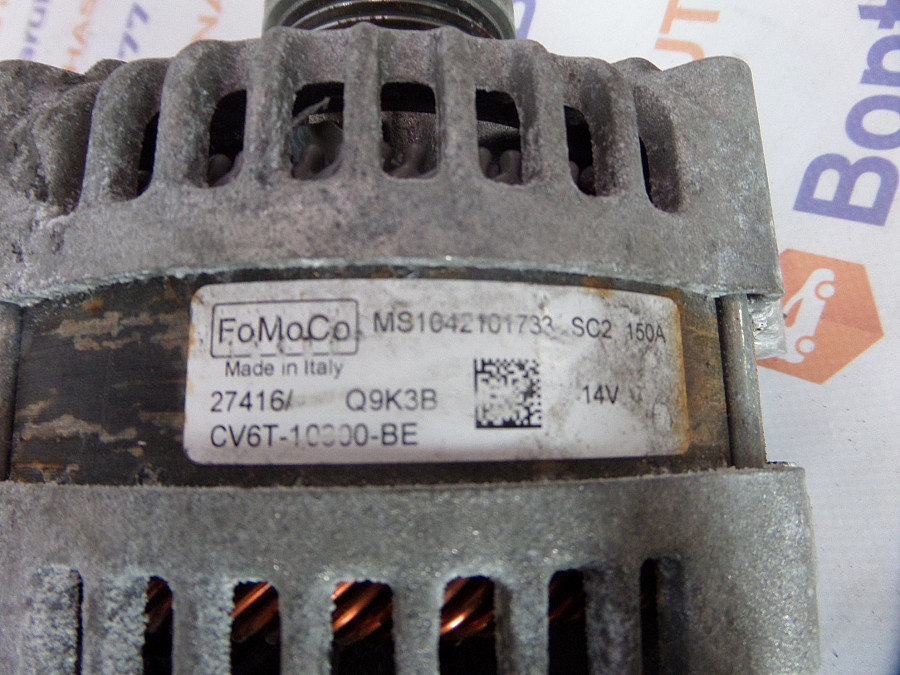 FoMoCo MS1042101733 SC2 150A
Made in Italy
27416/ Q9K3B 14V
CV6T-10300-BE